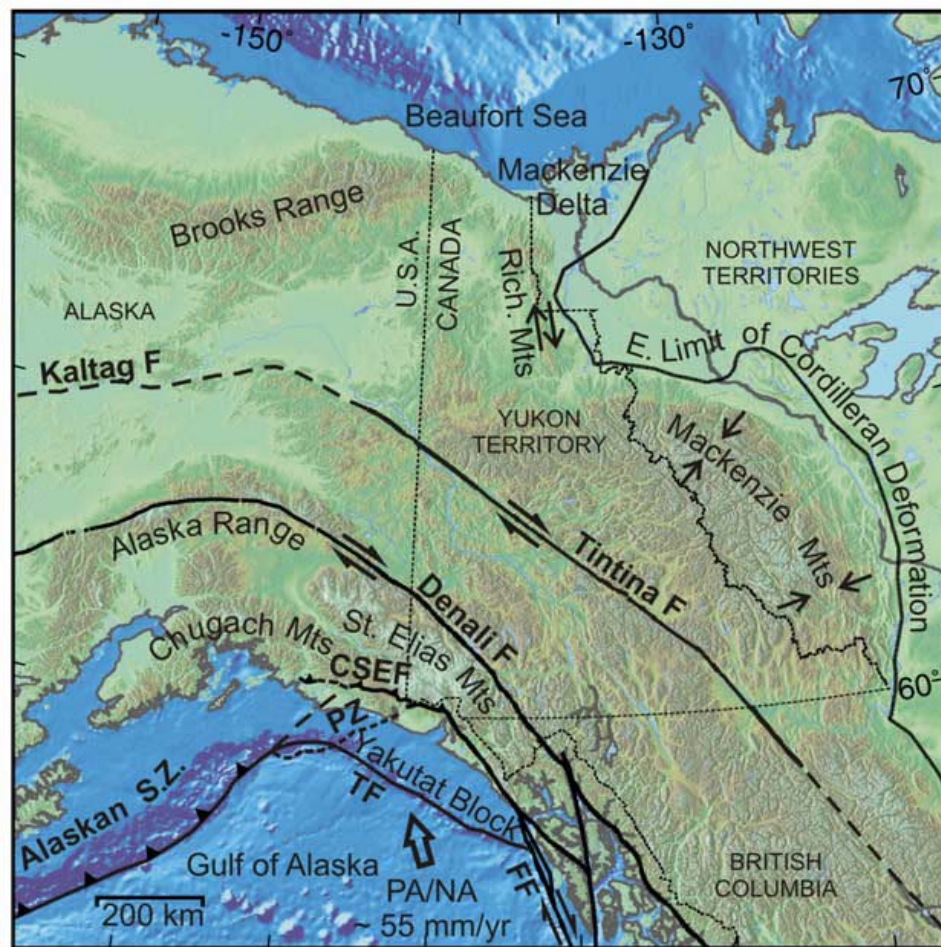 -150°
-130°
70°
Beaufort Sea
Mackenzie
Delta
Brooks Range
U.S.A.
CANADA
Rich. Mts
NORTHWEST
TERRITORIES
ALASKA
Kaltag F
E. Limit of Cordilleran Deformation
YUKON
TERRITORY
Mackenzie Mts
Alaska Range
Denali F
Tintina F
Chugach Mts
St. Elias Mts
CSEF
60°
PZ
Yakutat Block
TF
Alaskan S.Z.
Gulf of Alaska
PA/NA
~ 55 mm/yr
FF
BRITISH
COLUMBIA
200 km